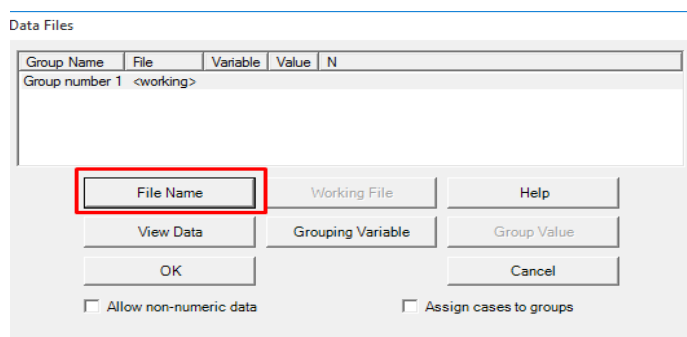 Data Files
Group Name File Variable Value N
Group number 1 <working>
File Name Working File Help
View Data Grouping Variable Group Value
OK Cancel
Allow non-numeric data Assign cases to groups